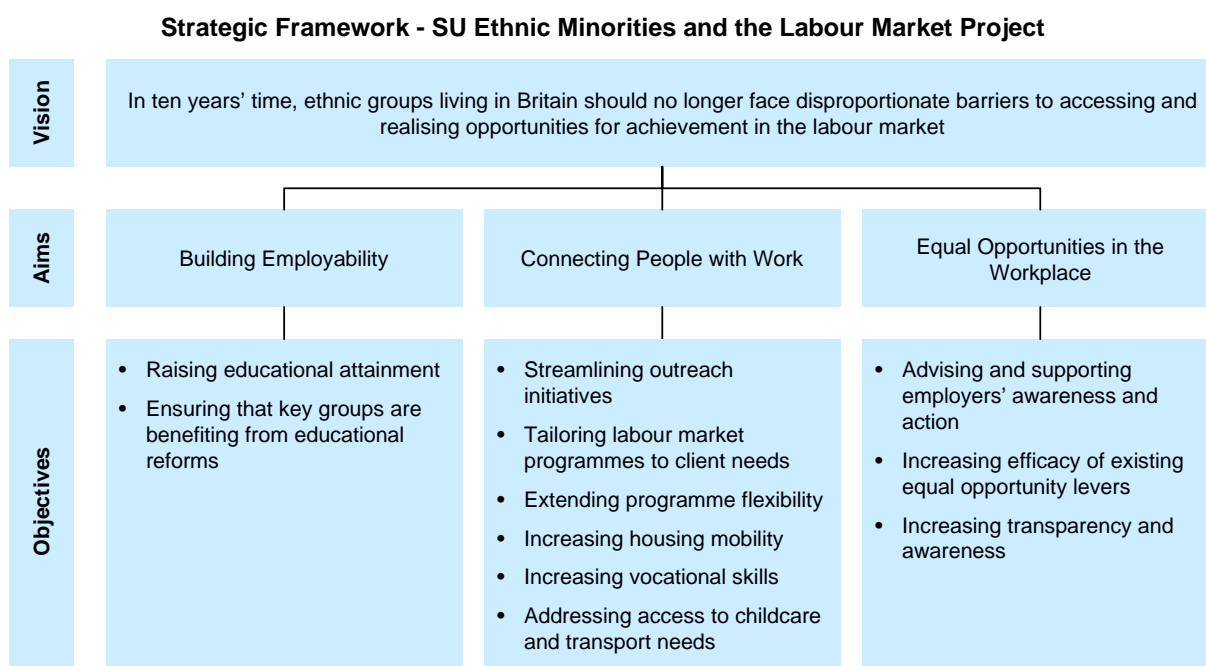 Strategic Framework - SU Ethnic Minorities and the Labour Market Project
Vision
In ten years’ time, ethnic groups living in Britain should no longer face disproportionate barriers to accessing and
realising opportunities for achievement in the labour market
Aims
Building Employability
Connecting People with Work
Equal Opportunities in the
Workplace
Objectives
• Raising educational attainment
• Ensuring that key groups are
benefiting from educational
reforms
• Streamlining outreach
initiatives
• Tailoring labour market
programmes to client needs
• Extending programme flexibility
• Increasing housing mobility
• Increasing vocational skills
• Addressing access to childcare
and transport needs
• Advising and supporting
employers’ awareness and
action
• Increasing efficacy of existing
equal opportunity levers
• Increasing transparency and
awareness